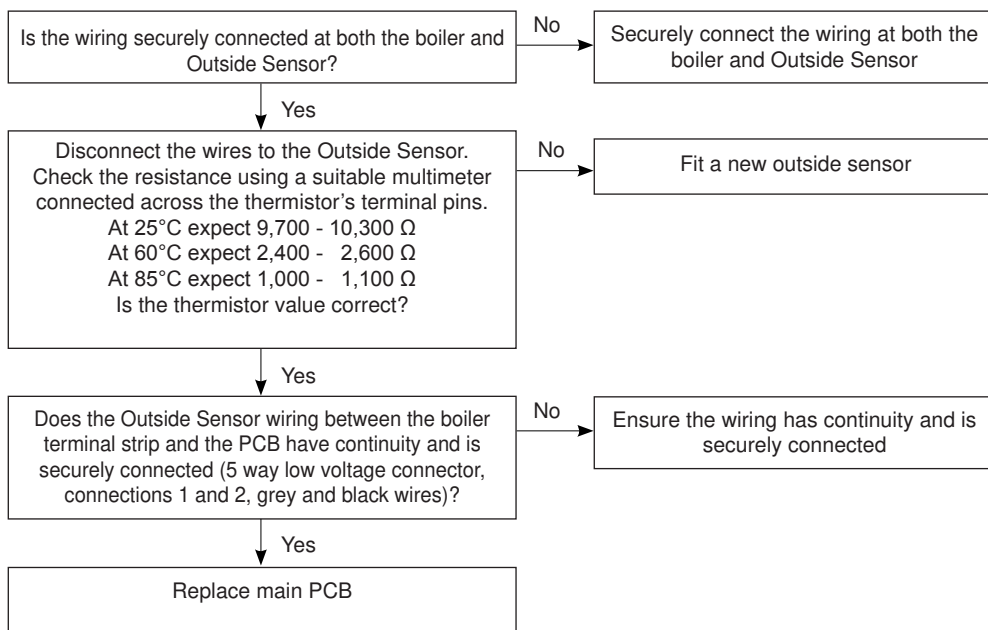 Is the wiring securely connected at both the boiler and
Outside Sensor?
No
Securely connect the wiring at both the
boiler and Outside Sensor
Yes
Disconnect the wires to the Outside Sensor.
Check the resistance using a suitable multimeter
connected across the thermistor's terminal pins.
At 25°C expect 9,700 - 10,300 Ω
At 60°C expect 2,400 - 2,600 Ω
At 85°C expect 1,000 - 1,100 Ω
Is the thermistor value correct?
No
Fit a new outside sensor
Yes
Does the Outside Sensor wiring between the boiler
terminal strip and the PCB have continuity and is
securely connected (5 way low voltage connector,
connections 1 and 2, grey and black wires)?
No
Ensure the wiring has continuity and is
securely connected
Yes
Replace main PCB